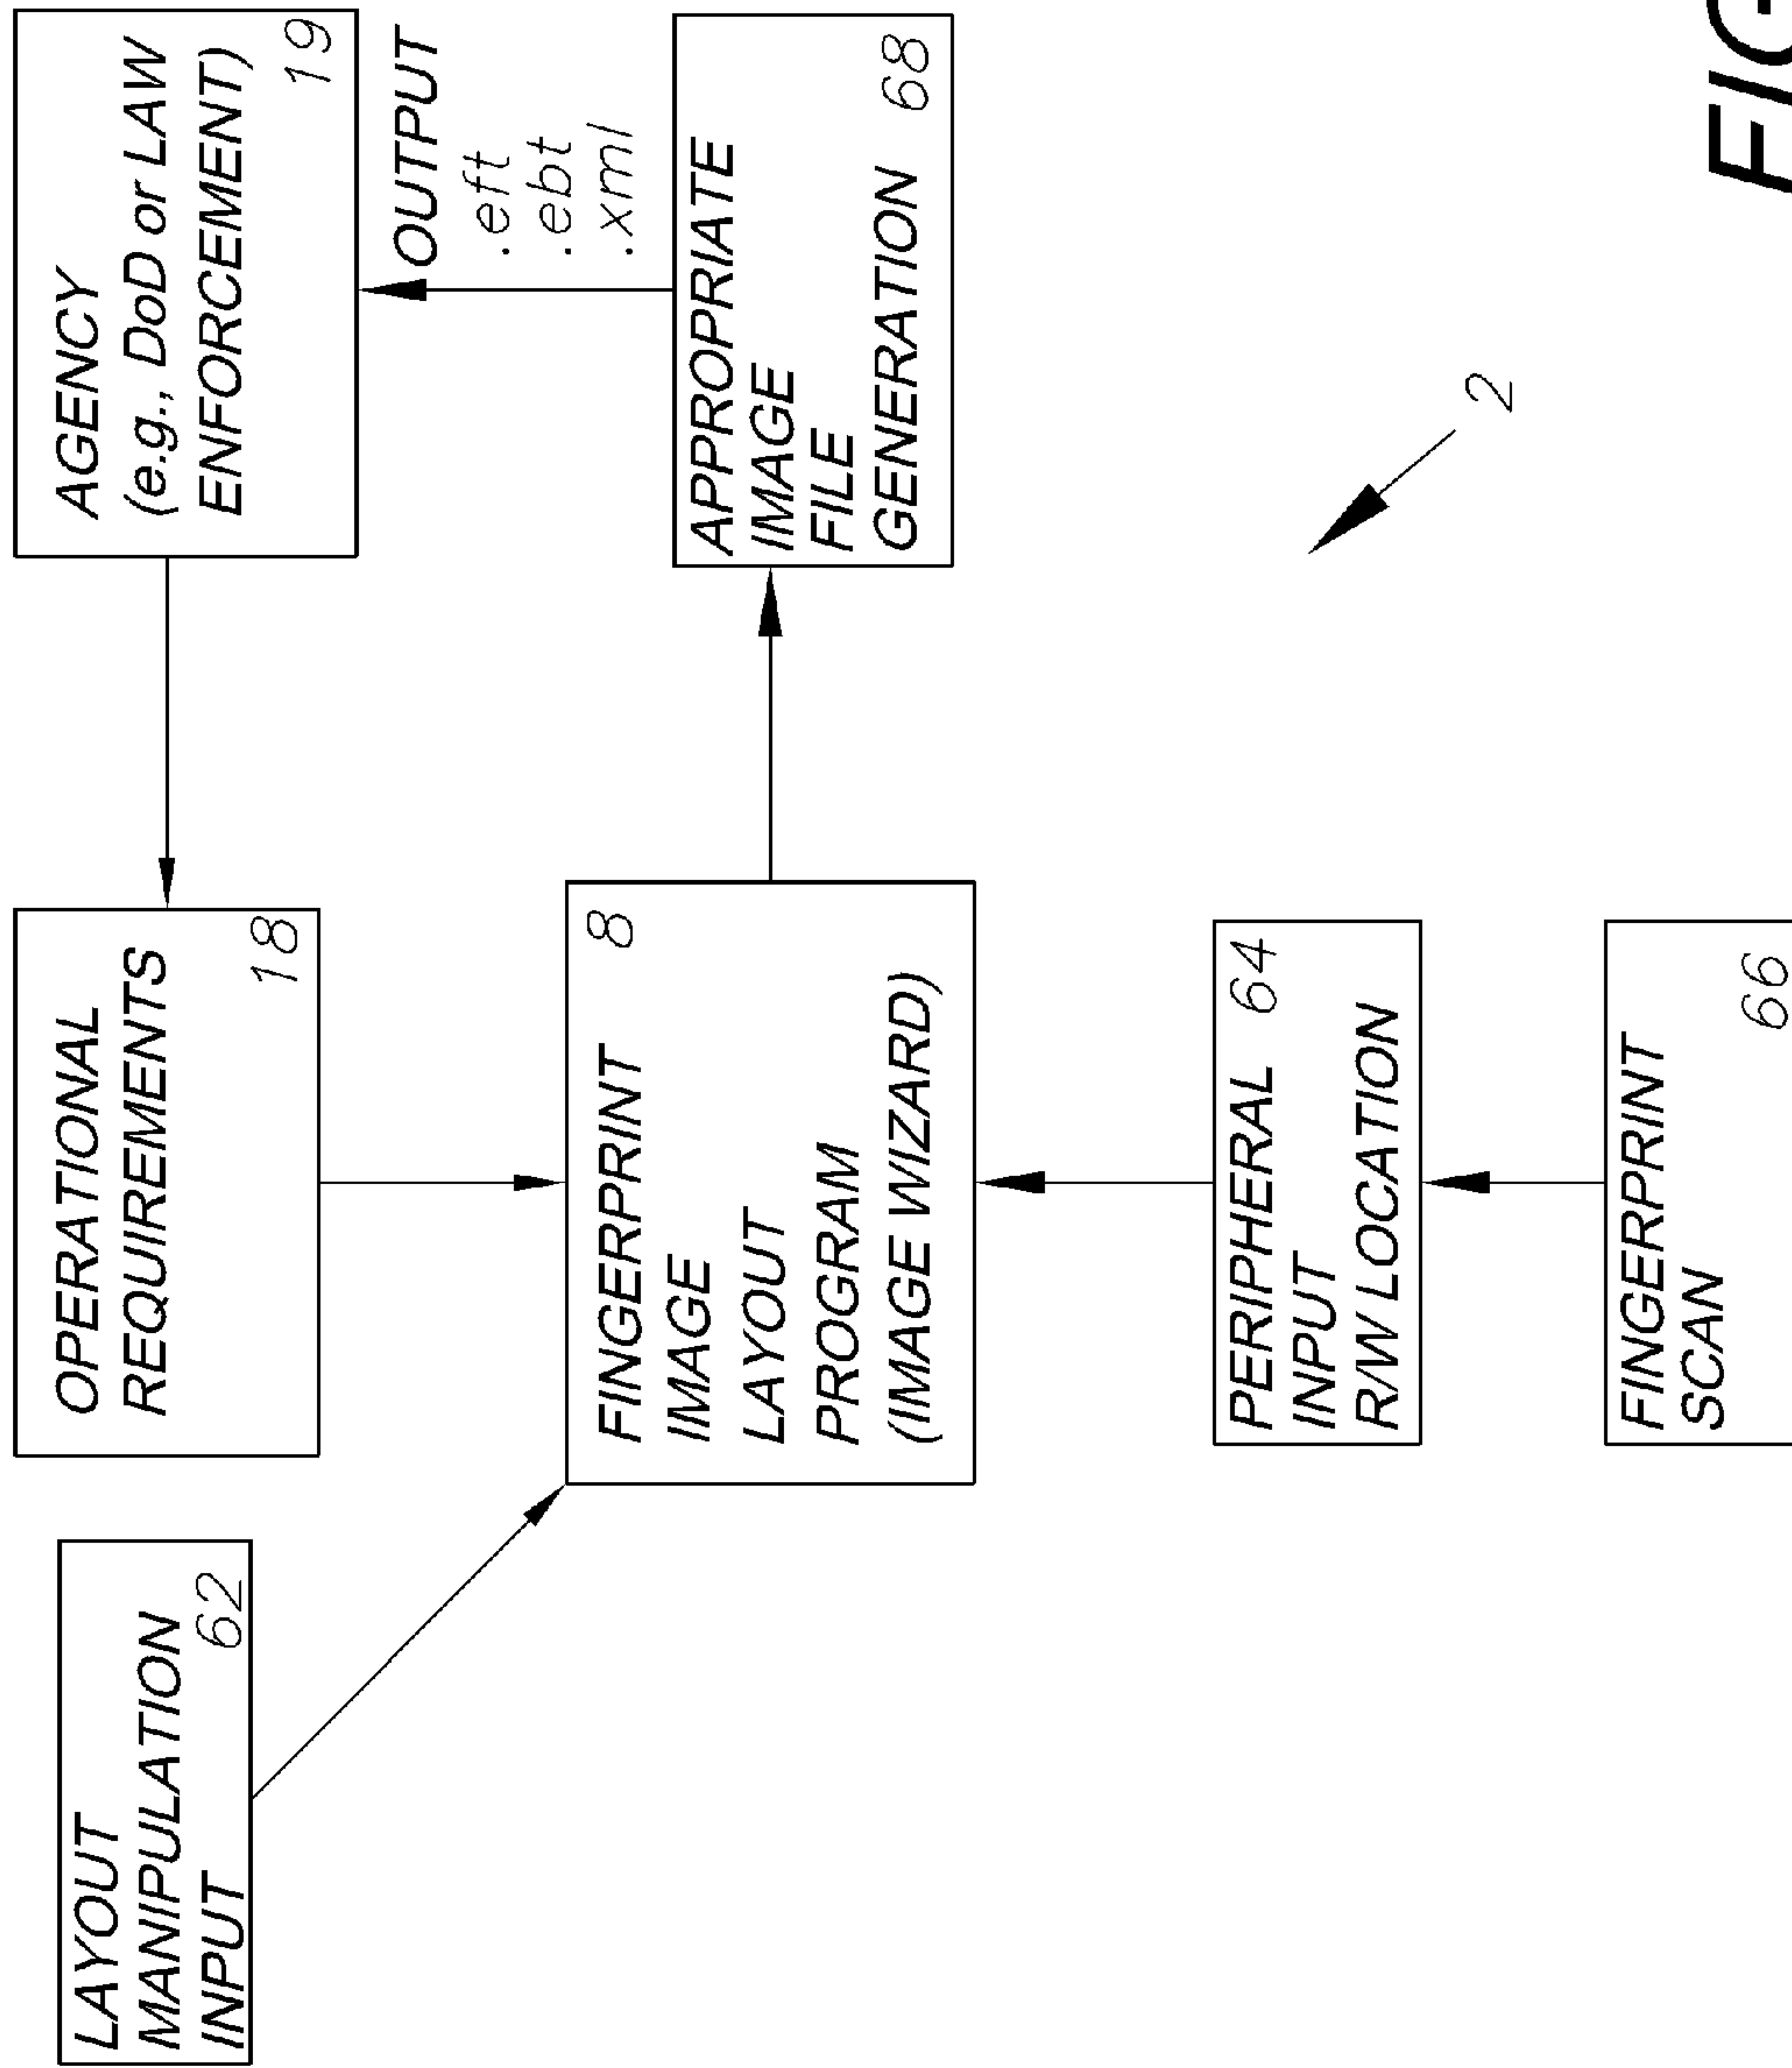 LAYOUT
MANIPULATION
INPUT 62
OPERATIONAL
REQUIREMENTS
18
AGENCY
(e.g., DoD or LAW
ENFORCEMENT)
19
OUTPUT
.eft
.ebt
.xml
FINGERPRINT 8
IMAGE
LAYOUT
PROGRAM
(IMAGE WIZARD)
APPROPRIATE
IMAGE
FILE
GENERATION 68
PERIPHERAL 64
INPUT
R/W LOCATION
2
FINGERPRINT
SCAN
66
FIG